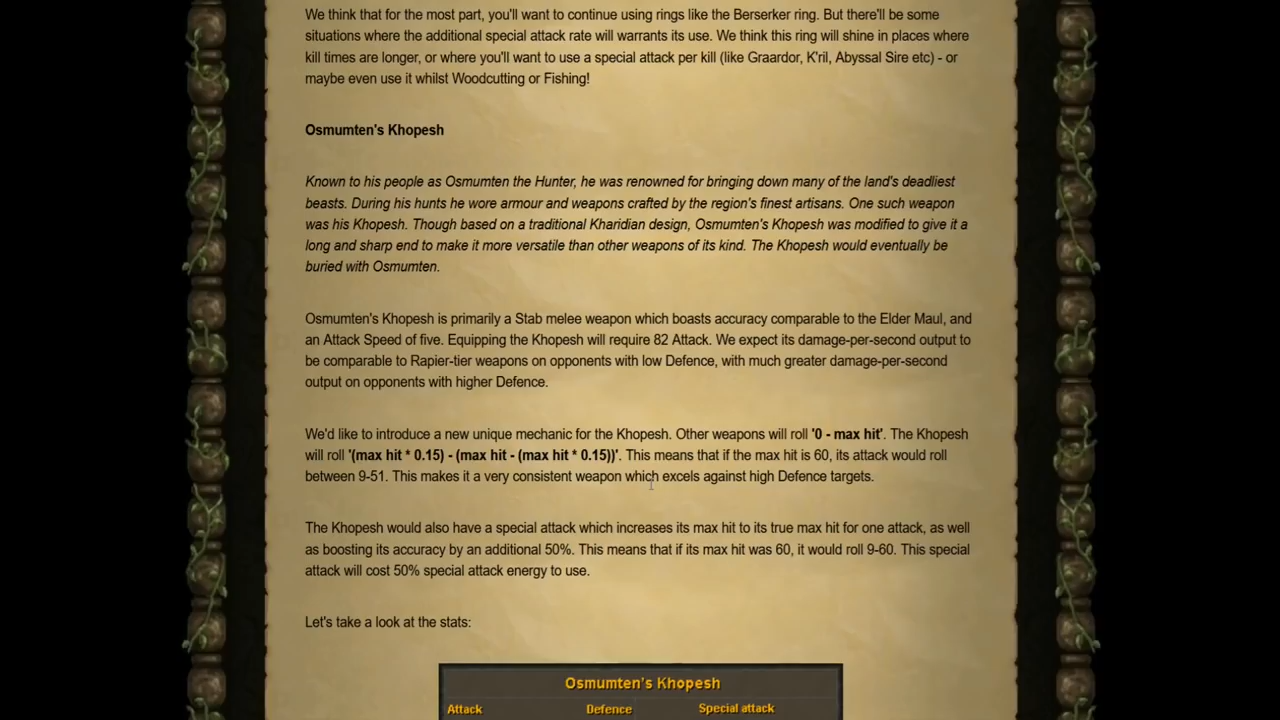 We think that for the most part, you'll want to continue using rings like the Berserker ring. But there'll be some
situations where the additional special attack rate will warrants its use. We think this ring will shine in places where
kill times are longer, or where you'll want to use a special attack per kill (like Graardor, K'ril, Abyssal Sire etc) - or
maybe even use it whilst Woodcutting or Fishing!
Osmumten's Khopesh
Known to his people as Osmumten the Hunter, he was renowned for bringing down many of the land's deadliest
beasts. During his hunts he wore armour and weapons crafted by the region's finest artisans. One such weapon
was his Khopesh. Though based on a traditional Kharidian design, Osmumten's Khopesh was modified to give it a
long and sharp end to make it more versatile than other weapons of its kind. The Khopesh would eventually be
buried with Osmumten.
Osmumten's Khopesh is primarily a Stab melee weapon which boasts accuracy comparable to the Elder Maul, and
an Attack Speed of five. Equipping the Khopesh will require 82 Attack. We expect its damage-per-second output to
be comparable to Rapier-tier weapons on opponents with low Defence, with much greater damage-per-second
output on opponents with higher Defence.
We'd like to introduce a new unique mechanic for the Khopesh. Other weapons will roll '0 - max hit'. The Khopesh
will roll '(max hit * 0.15) - (max hit - (max hit * 0.15))'. This means that if the max hit is 60, its attack would roll
between 9-51. This makes it a very consistent weapon which excels against high Defence targets.
The Khopesh would also have a special attack which increases its max hit to its true max hit for one attack, as well
as boosting its accuracy by an additional 50%. This means that if its max hit was 60, it would roll 9-60. This special
attack will cost 50% special attack energy to use.
Let's take a look at the stats:
Osmumten's Khopesh
Attack Defence Special attack